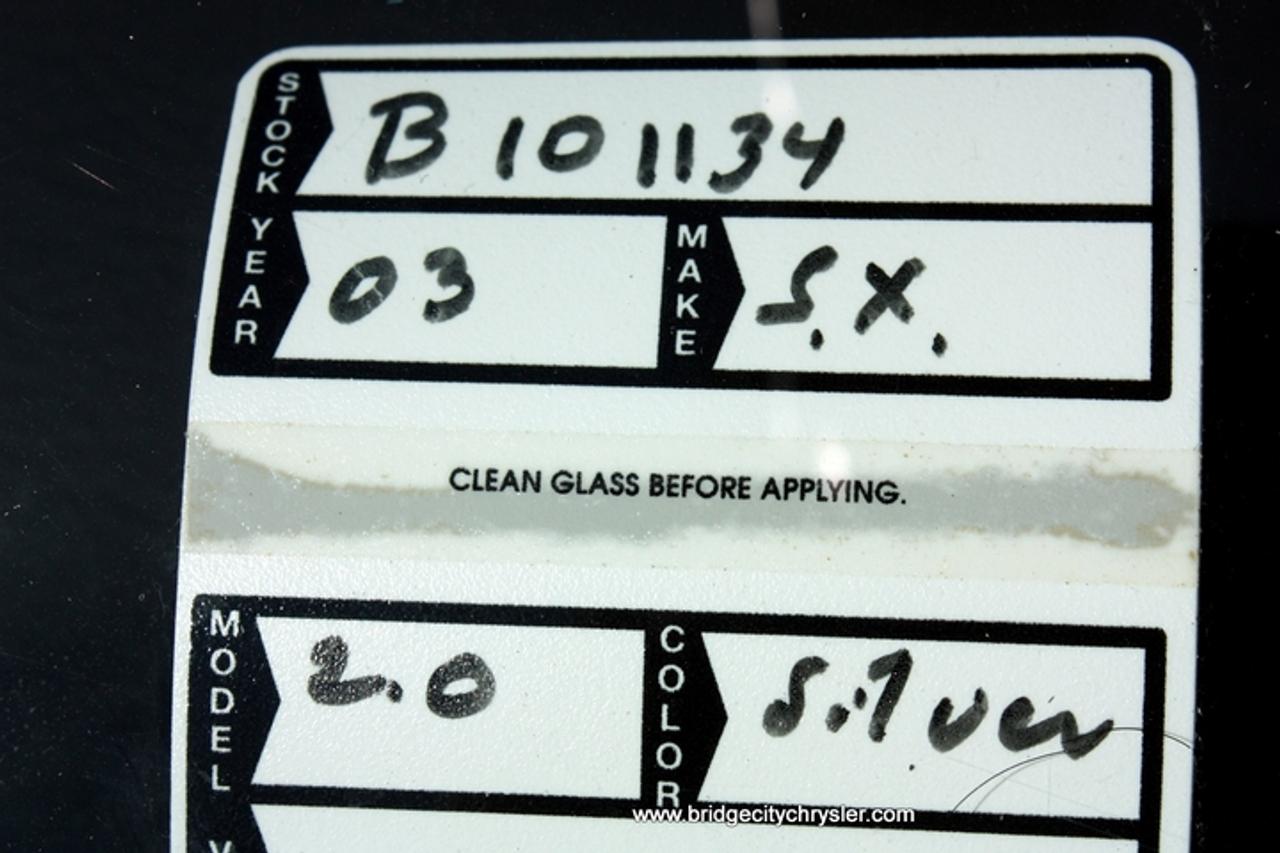 STOCK B 101134
YEAR 03 MAKE S.X.
CLEAN GLASS BEFORE APPLYING.
MODEL 2.0 COLOR Silver
www.bridgecitychrysler.com
V